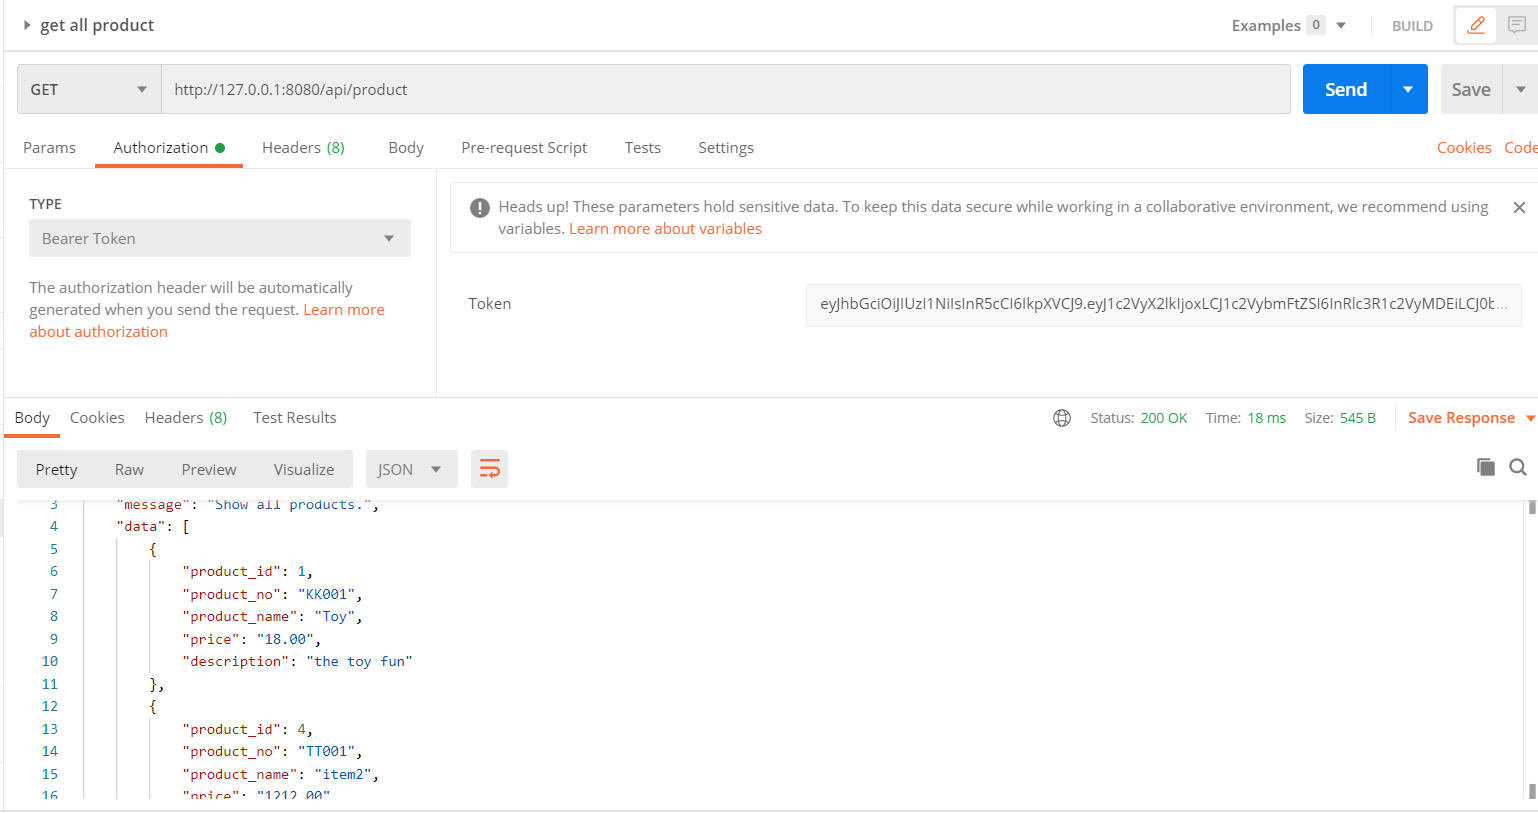 get all product
Examples 0 BUILD
GET http://127.0.0.1:8080/api/product Send Save
Params Authorization Headers (8) Body Pre-request Script Tests Settings Cookies Code
TYPE
Bearer Token
The authorization header will be automatically
generated when you send the request. Learn more
about authorization
Heads up! These parameters hold sensitive data. To keep this data secure while working in a collaborative environment, we recommend using
variables. Learn more about variables
Token eyJhbGciOiJIUzI1NiIsInR5cCI6IkpXVCJ9.eyJ1c2VyX2lkIjoxLCJ1c2VybmFtZSI6InRlc3R1c2VyMDEiLCJ0b...
Body Cookies Headers (8) Test Results Status: 200 OK Time: 18 ms Size: 545 B Save Response
Pretty Raw Preview Visualize JSON
3 "message": "Show all products.",
4 "data": [
5 {
6 "product_id": 1,
7 "product_no": "KK001",
8 "product_name": "Toy",
9 "price": "18.00",
10 "description": "the toy fun"
11 },
12 {
13 "product_id": 4,
14 "product_no": "TT001",
15 "product_name": "item2",
16 "price": "1212.00"